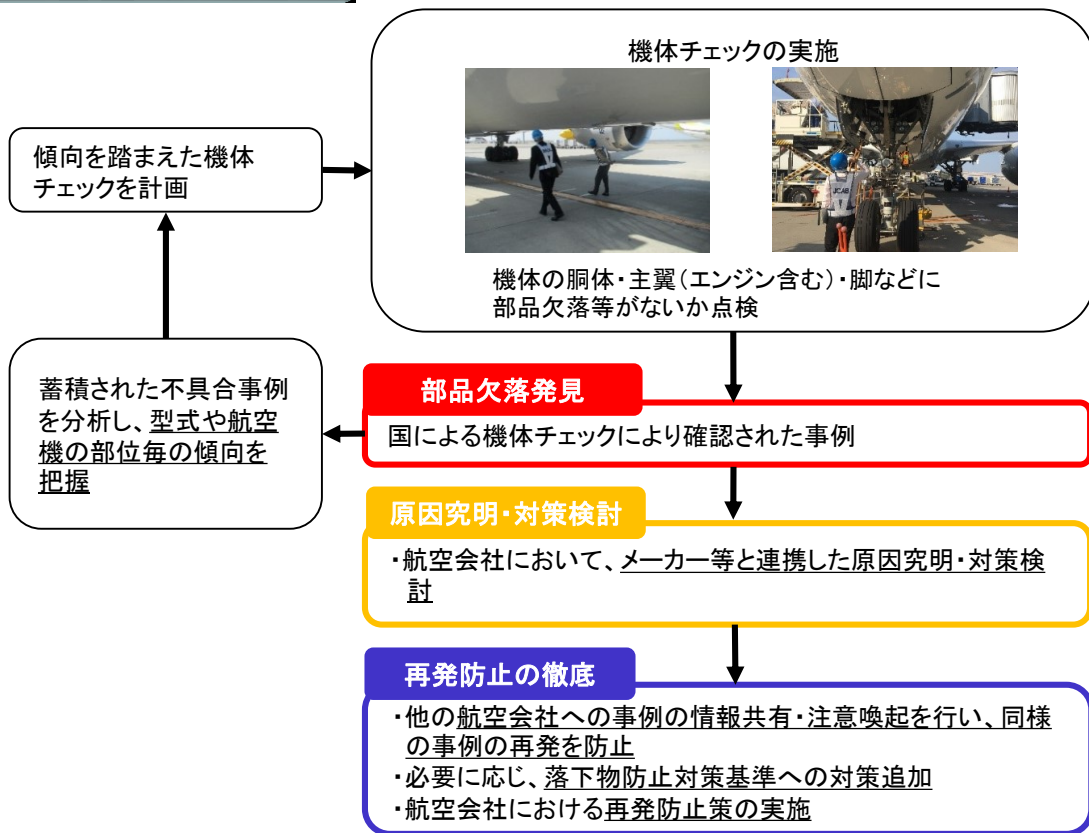 機体チェックの実施
JCAB
機体の胴体・主翼（エンジン含む）・脚などに
部品欠落等がないか点検
傾向を踏まえた機体
チェックを計画
蓄積された不具合事例
を分析し、型式や航空
機の部位毎の傾向を
把握
部品欠落発見
国による機体チェックにより確認された事例
原因究明・対策検討
・航空会社において、メーカー等と連携した原因究明・対策検
討
再発防止の徹底
・他の航空会社への事例の情報共有・注意喚起を行い、同様
の事例の再発を防止
・必要に応じ、落下物防止対策基準への対策追加
・航空会社における再発防止策の実施